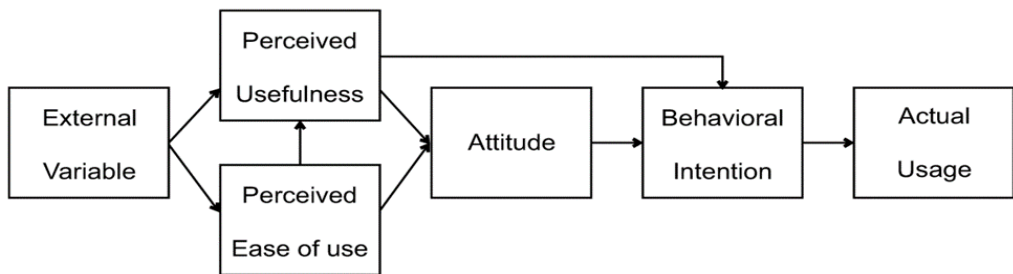 External
Variable
Perceived
Usefulness
Perceived
Ease of use
Attitude
Behavioral
Intention
Actual
Usage